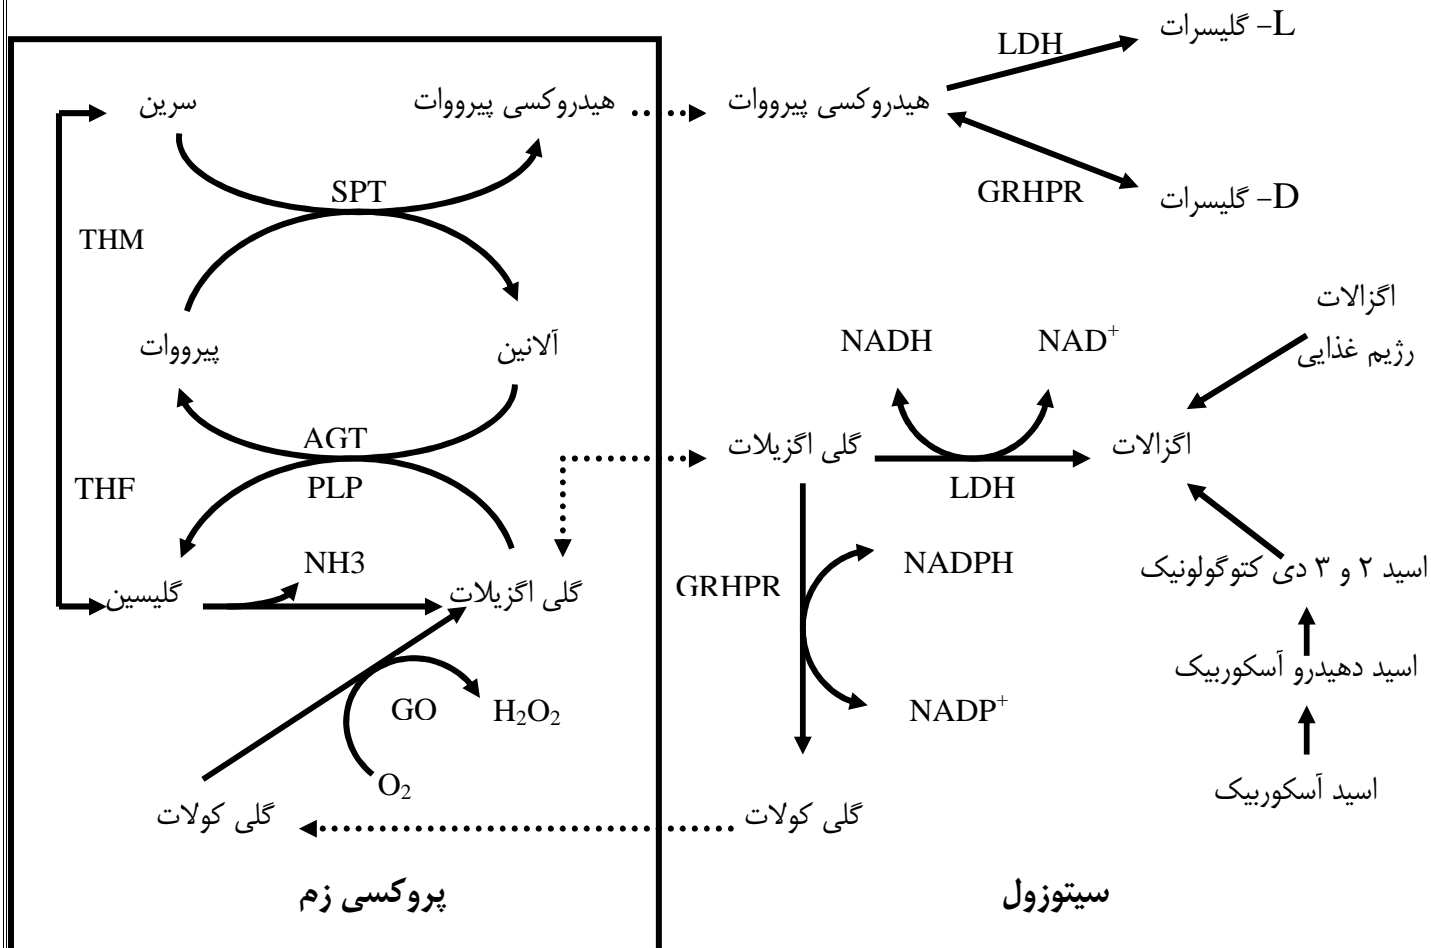 L– گلیسرات
LDH
سرین
هیدروکسی پیرووات
هیدروکسی پیرووات
SPT
GRHPR
D– گلیسرات
THM
اگزالات
رژیم غذایی
پیرووات
آلانین
NADH
NAD+
AGT
گلی اگزیلات
اگزالات
THF
PLP
LDH
NH3
گلیسین
گلی اگزیلات
GRHPR
NADPH
اسید ۲ و ۳ دی کتوگولونیک
اسید دهیدرو آسکوربیک
GO
H2O2
NADP+
O2
اسید آسکوربیک
گلی کولات
گلی کولات
پروکسی زم
سیتوزول